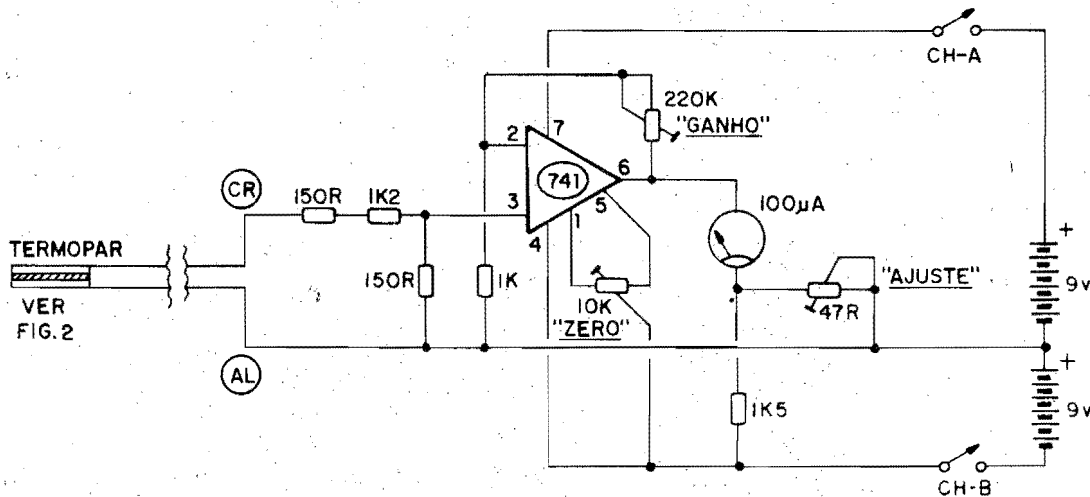 CH-A
220K
"GANHO"
2
7
741
6
3
5
1
4
CR
150R
1K2
100µA
TERMOPAR
150R
1K
10K
"ZERO"
"AJUSTE"
47R
+
9v
VER
FIG.2
AL
+
9v
1K5
CH-B